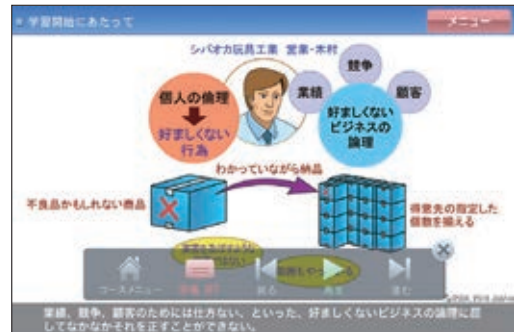 学習開始にあたって
メニュー
シバオカ玩具工業 営業・木村
競争
業績
顧客
個人の倫理
好ましくない
行為
好ましくない
ビジネスの
論理
わかっていながら納品
不良品かもしれない商品
得意先の指定した
個数を揃える
コースメニュー
戻る
再生
進む
業績、競争、顧客のためには仕方ない、といった、好ましくないビジネスの論理に屈
してなかなかそれを正すことができない。